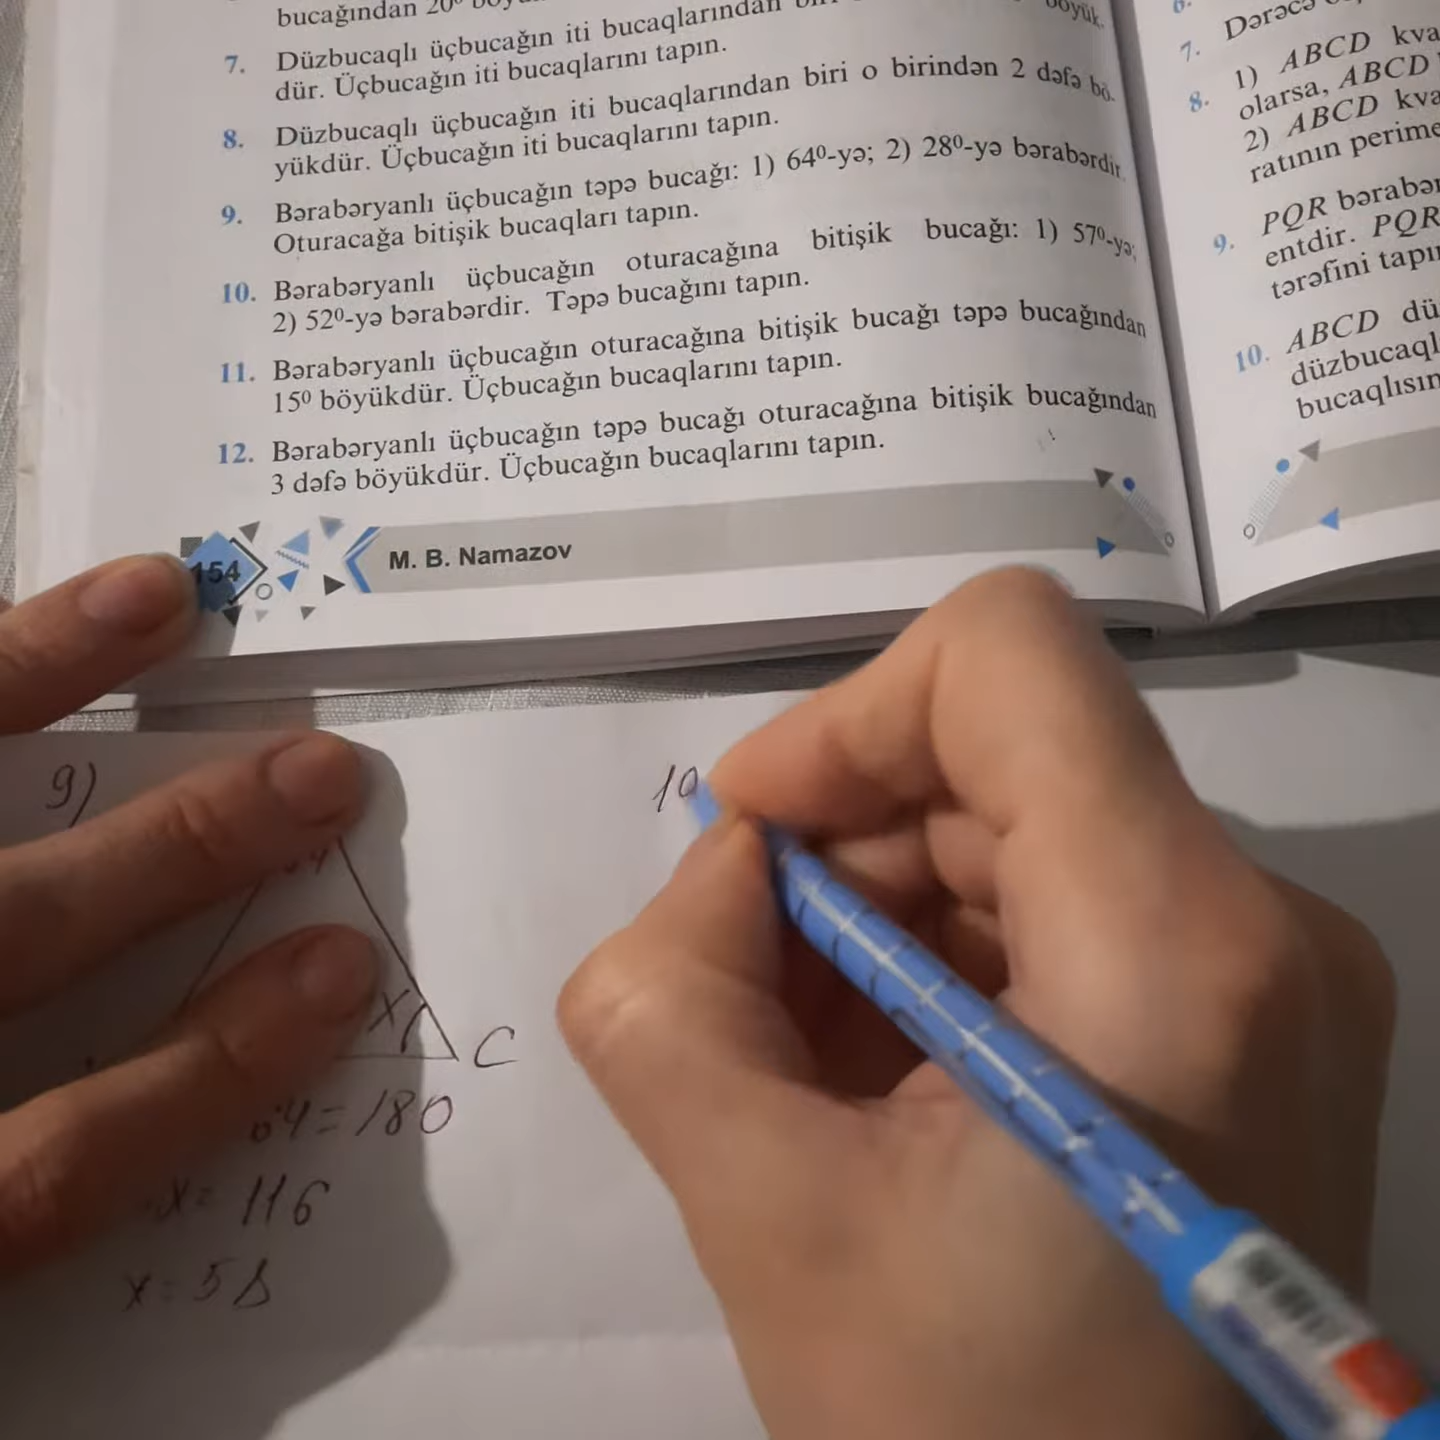 bucağından 20⁰
7. Düzbucaqlı üçbucağın iti bucaqlarından
böyük.
dür. Üçbucağın iti bucaqlarını tapın.
8. Düzbucaqlı üçbucağın iti bucaqlarından biri o birindən 2 dəfə bö-
yükdür. Üçbucağın iti bucaqlarını tapın.
9. Bərabəryanlı üçbucağın təpə bucağı: 1) 64⁰-yə; 2) 28⁰-yə bərabərdir.
Oturacağa bitişik bucaqları tapın.
10. Bərabəryanlı üçbucağın oturacağına bitişik bucağı: 1) 57⁰-yə;
2) 52⁰-yə bərabərdir. Təpə bucağını tapın.
11. Bərabəryanlı üçbucağın oturacağına bitişik bucağı təpə bucağından
15⁰ böyükdür. Üçbucağın bucaqlarını tapın.
12. Bərabəryanlı üçbucağın təpə bucağı oturacağına bitişik bucağından
3 dəfə böyükdür. Üçbucağın bucaqlarını tapın.
154
M. B. Namazov
6.
7. Dərəcə
8. 1) ABCD kva
olarsa, ABCD
2) ABCD kva
ratının perime
9. PQR bərabər
entdir. PQR
tərəfini tapın
10. ABCD dü
düzbucaql
bucaqlısın
9)
x
C
4=180
x= 116
x=58
10